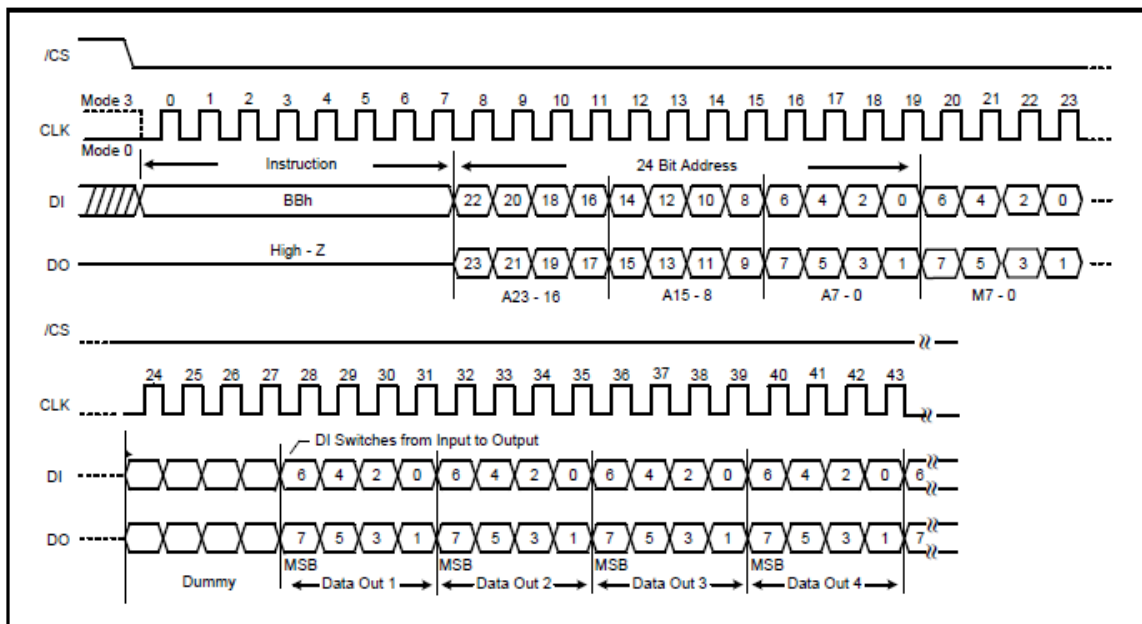 /CS
Mode 3 0 1 2 3 4 5 6 7 8 9 10 11 12 13 14 15 16 17 18 19 20 21 22 23
CLK
Mode 0
Instruction 24 Bit Address
DI BBh 22 20 18 16 14 12 10 8 6 4 2 0 6 4 2 0
High - Z
DO 23 21 19 17 15 13 11 9 7 5 3 1 7 5 3 1
A23 - 16 A15 - 8 A7 - 0 M7 - 0
/CS
24 25 26 27 28 29 30 31 32 33 34 35 36 37 38 39 40 41 42 43
CLK
DI Switches from Input to Output
DI 6 4 2 0 6 4 2 0 6 4 2 0 6 4 2 0 6
DO 7 5 3 1 7 5 3 1 7 5 3 1 7 5 3 1 7
MSB MSB MSB MSB
Dummy Data Out 1 Data Out 2 Data Out 3 Data Out 4